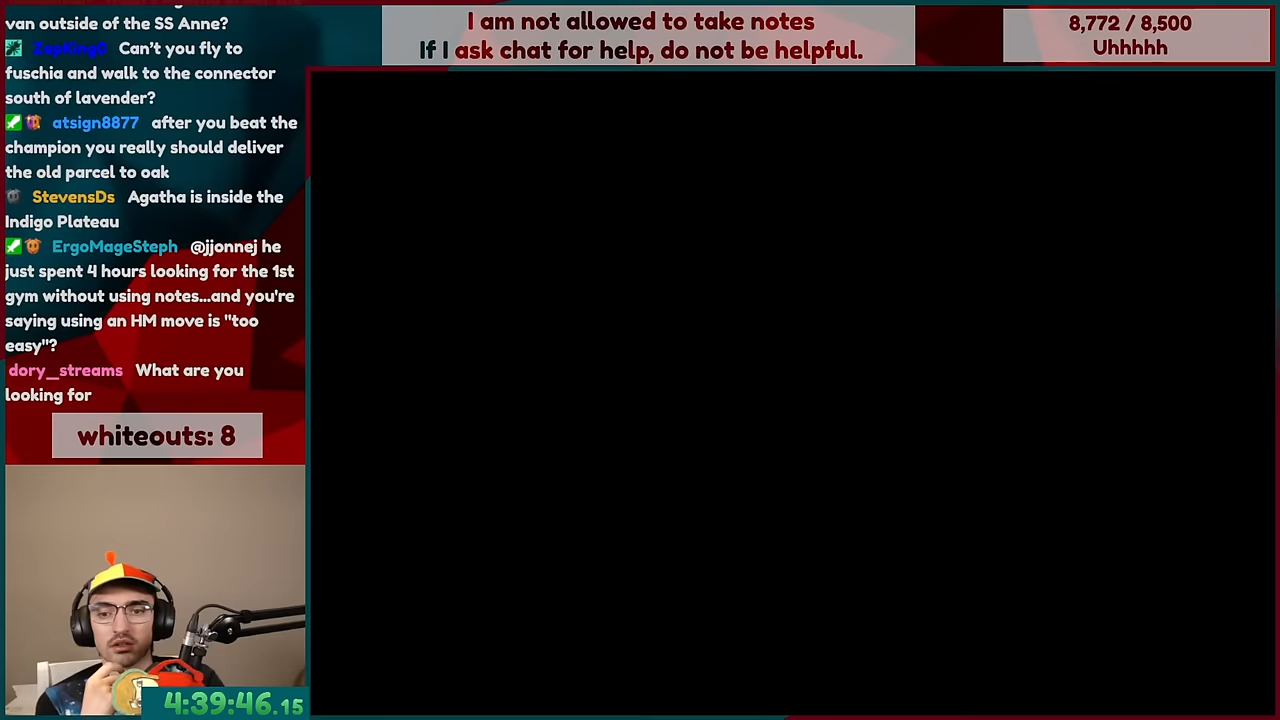 van outside of the SS Anne?
ZapKing0 Can't you fly to
fuschia and walk to the connector
south of lavender?
atsign8877 after you beat the
champion you really should deliver
the old parcel to oak
StevensDs Agatha is inside the
Indigo Plateau
ErgoMageSteph @jjonnej he
just spent 4 hours looking for the 1st
gym without using notes...and you're
saying using an HM move is "too
easy"?
dory_streams What are you
looking for
whiteouts: 8
4:39:46.15
I am not allowed to take notes
If I ask chat for help, do not be helpful.
8,772 / 8,500
Uhhhhh